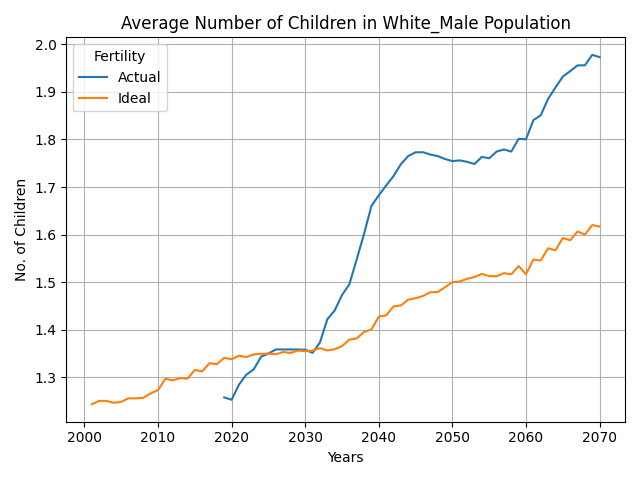 Average Number of Children in White_Male Population
Fertility
Actual
Ideal
No. of Children
2.0
1.9
1.8
1.7
1.6
1.5
1.4
1.3
2000 2010 2020 2030 2040 2050 2060 2070
Years